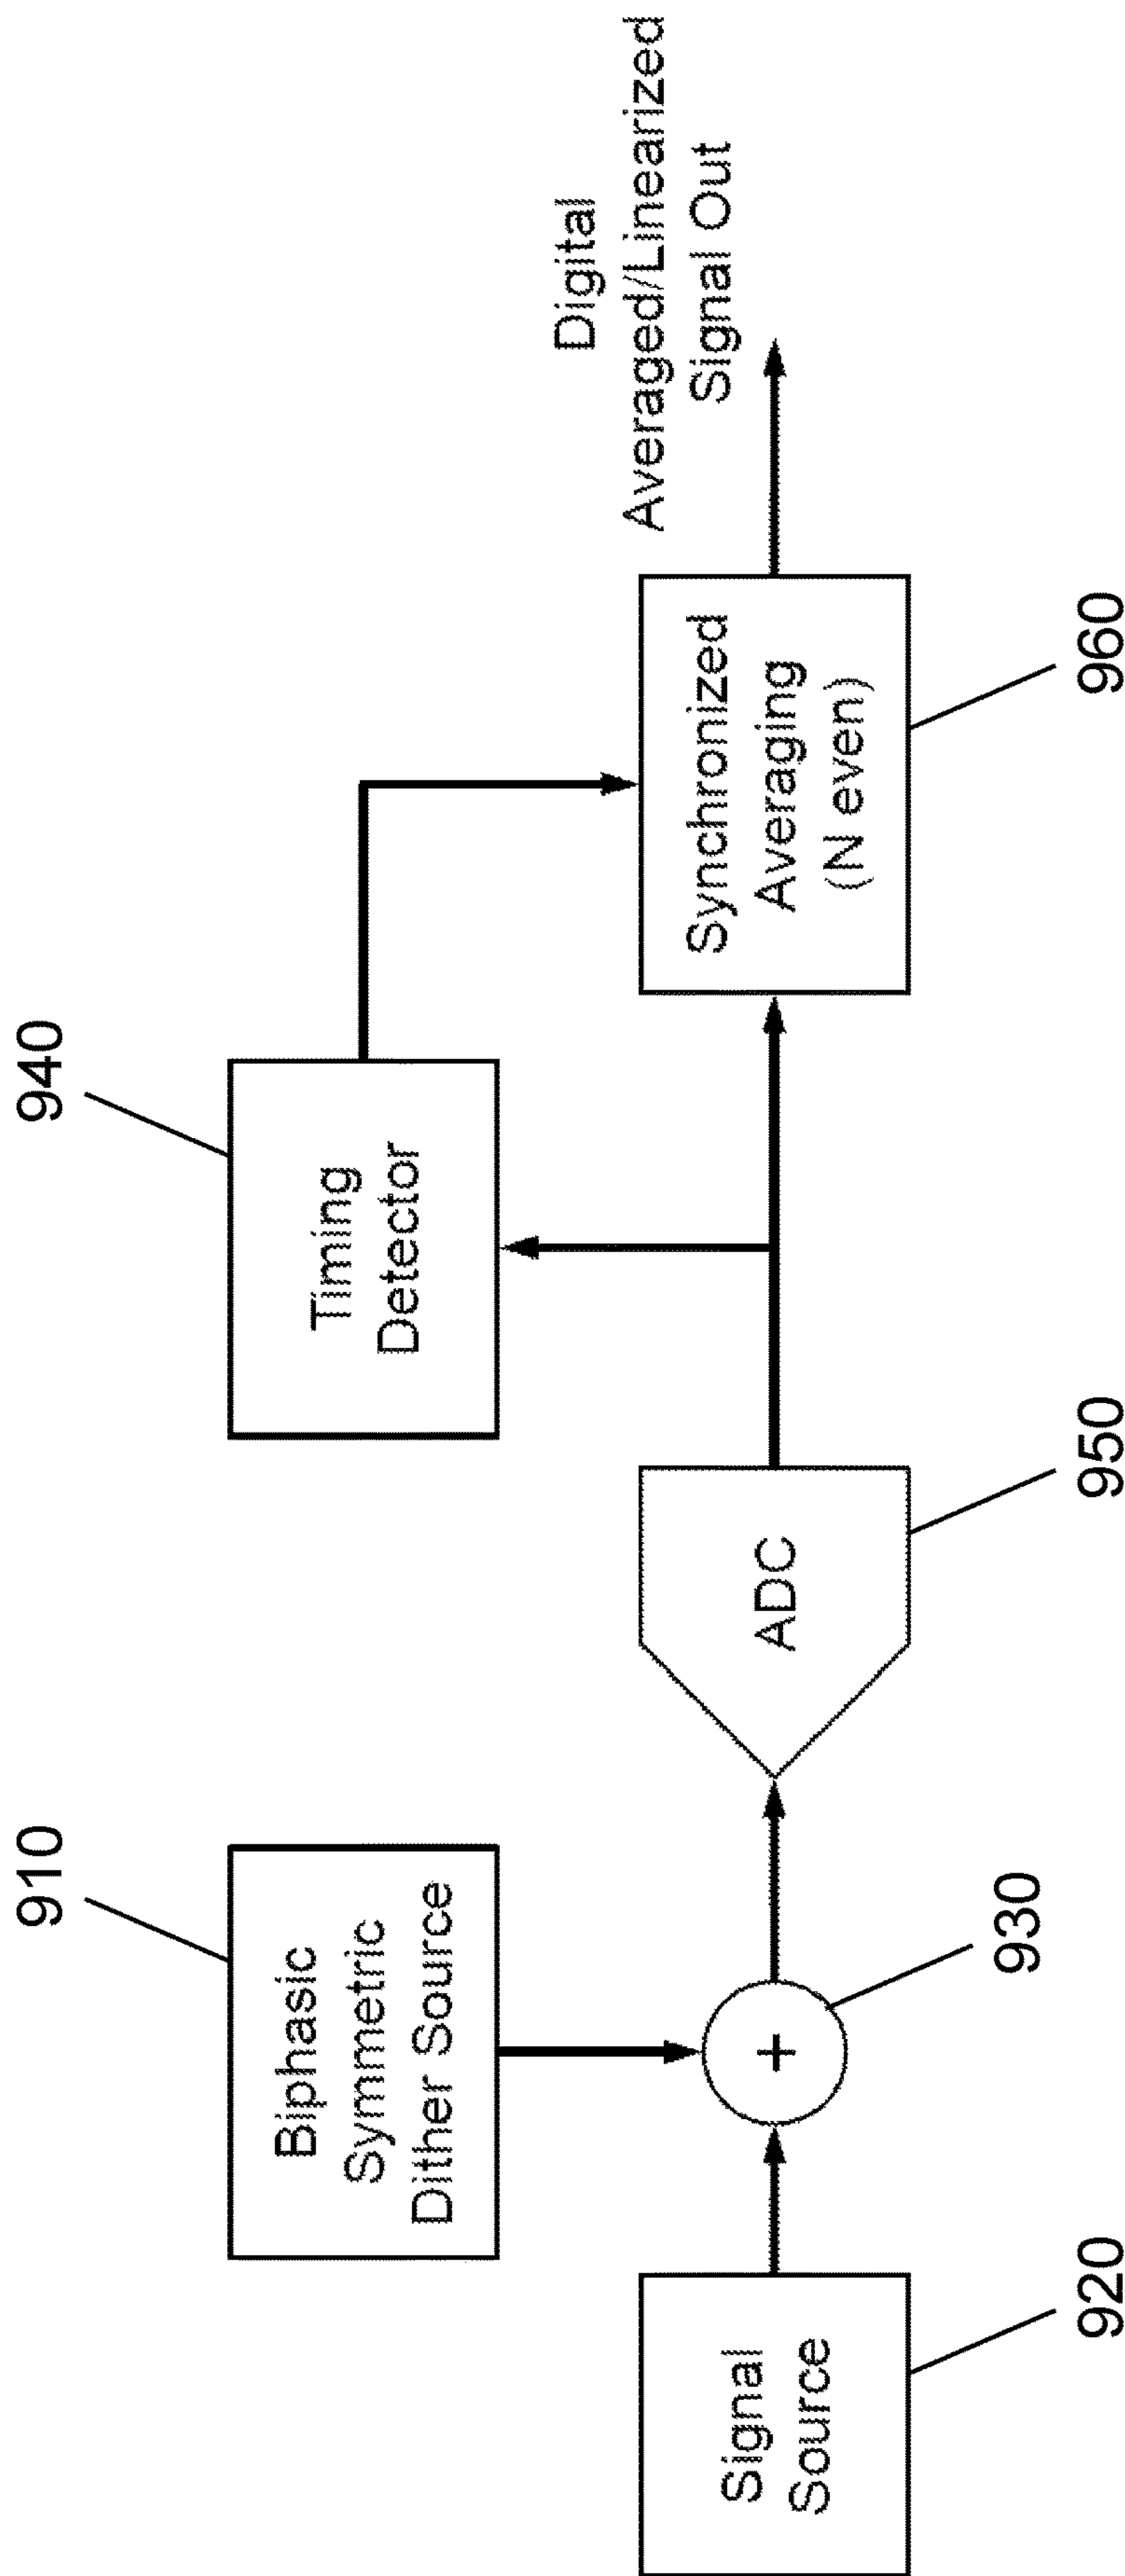 910
Biphasic
Symmetric
Dither Source
940
Timing
Detector
Digital
Averaged/Linearized
Signal Out
Signal
Source
920
+
930
ADC
950
Synchronized
Averaging
(N even)
960